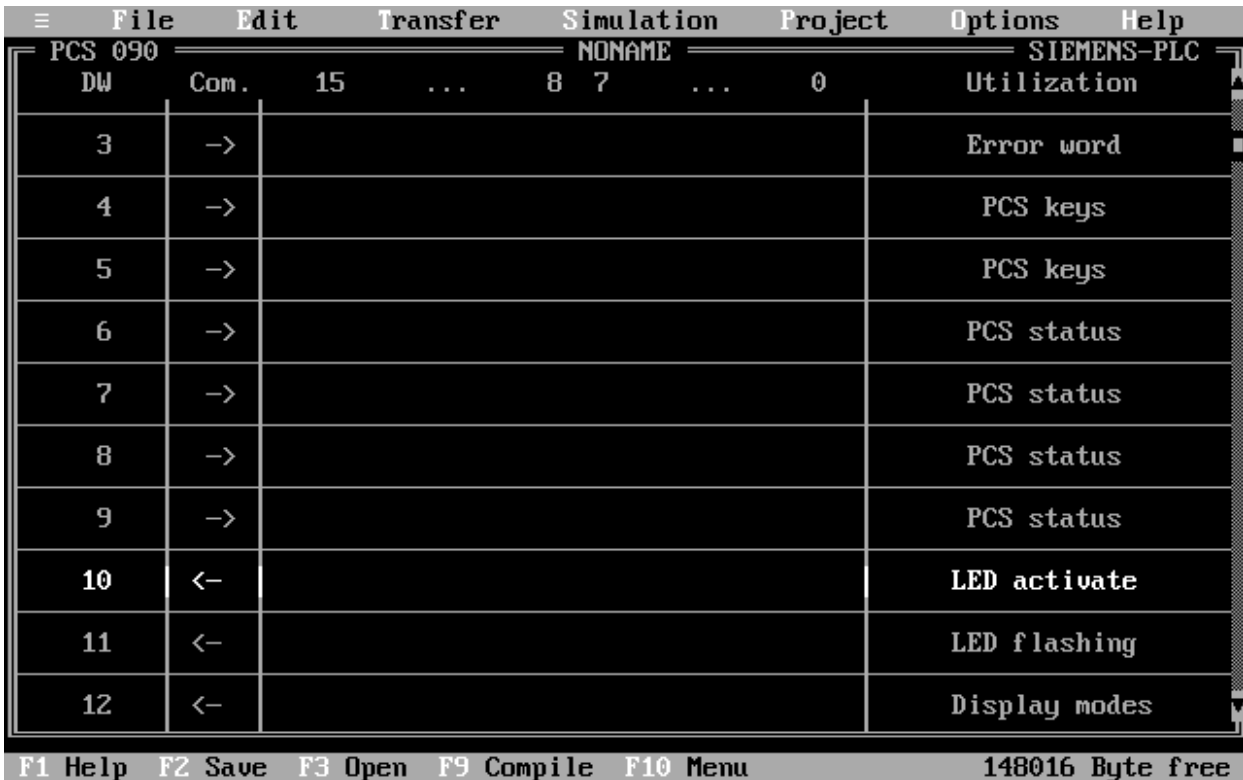 ≡ File Edit Transfer Simulation Project Options Help
PCS 090 NONAME SIEMENS-PLC
DW Com. 15 ... 8 7 ... 0 Utilization
3 —> Error word
4 —> PCS keys
5 —> PCS keys
6 —> PCS status
7 —> PCS status
8 —> PCS status
9 —> PCS status
10 <— LED activate
11 <— LED flashing
12 <— Display modes
F1 Help F2 Save F3 Open F9 Compile F10 Menu 148016 Byte free